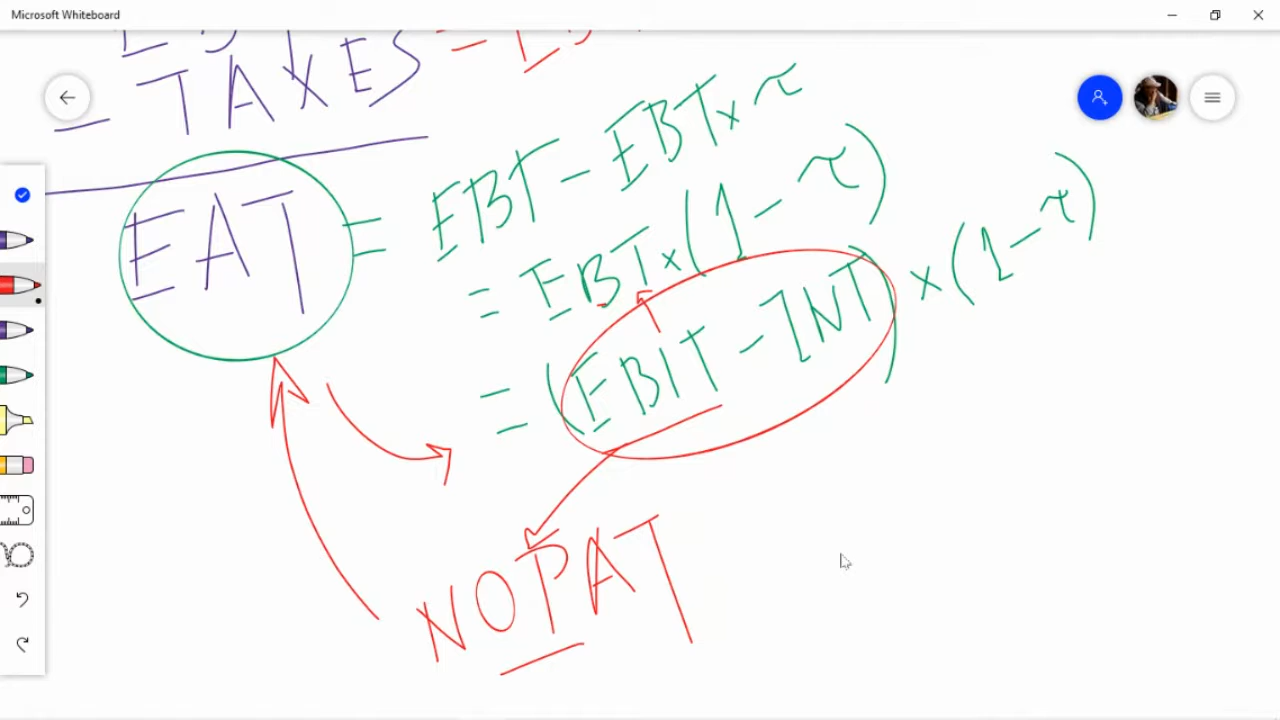 Microsoft Whiteboard
- TAXES
EAT = EBT - EBT x τ
= EBT x (1 - τ)
= (EBIT - INT) x (1 - τ)
NOPAT